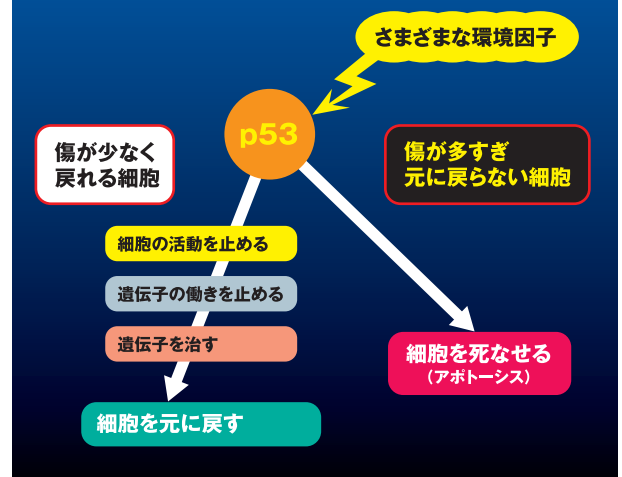 さまざまな環境因子
p53
傷が少なく
戻れる細胞
傷が多すぎ
元に戻らない細胞
細胞の活動を止める
遺伝子の働きを止める
遺伝子を治す
細胞を死なせる
（アポトーシス）
細胞を元に戻す